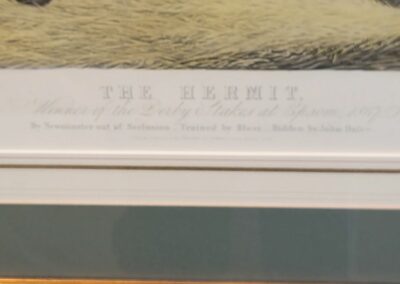 THE HERMIT,
Winner of the Derby Stakes at Epsom, 1867
By Newminster out of Seclusion Trained by Bloss Ridden by John Daley